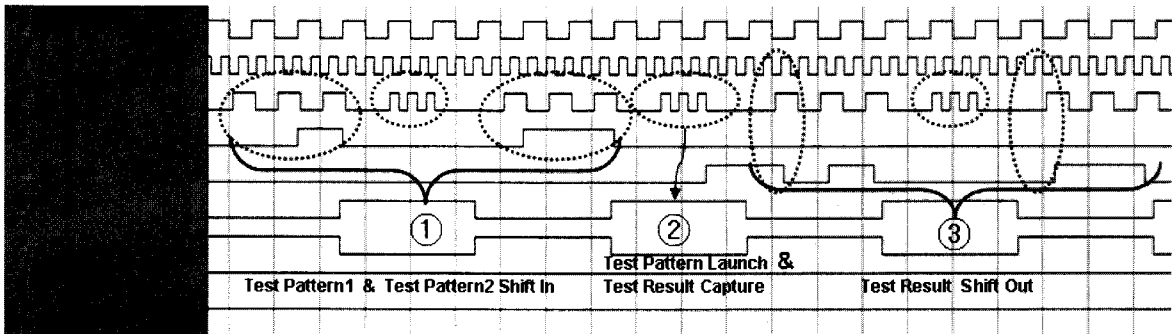 ① ② ③
Test Pattern1 & Test Pattern2 Shift In
Test Pattern Launch &
Test Result Capture
Test Result Shift Out